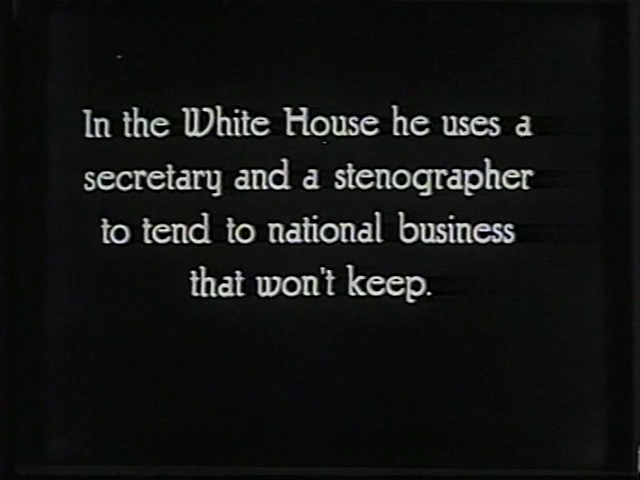 In the White House he uses a
secretary and a stenographer
to tend to national business
that won't keep.